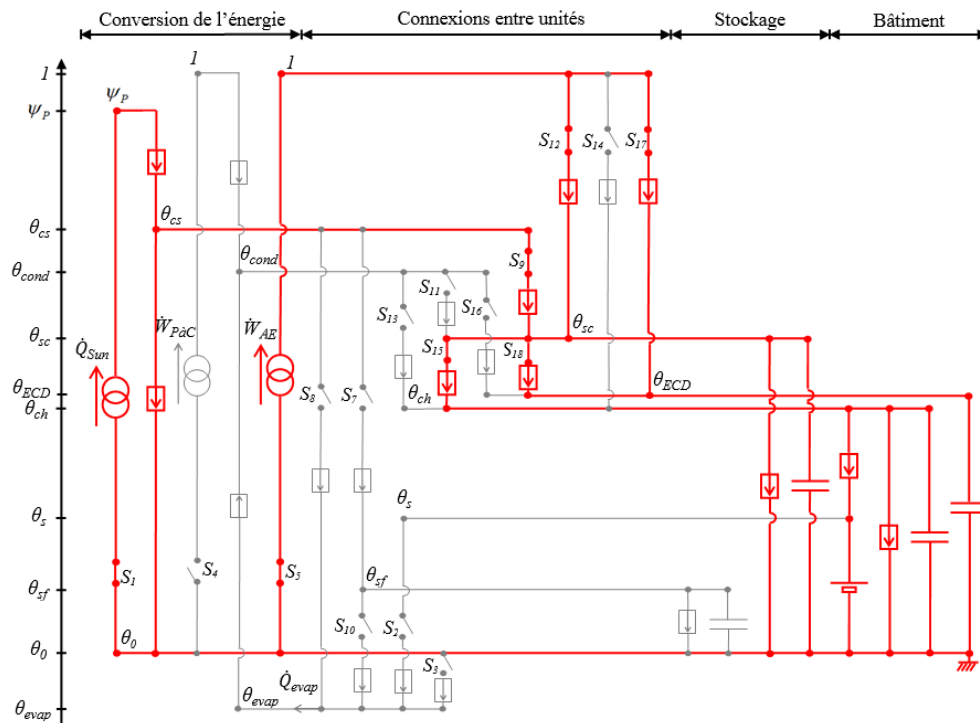 Conversion de l'énergie Connexions entre unités Stockage Bâtiment
1 1 1
ψP ψP
S12 S14 S17
θcs θcs
θcond θcond S9
S11
S13 S16
ẆPàC ẆAE
θsc θsc
Q̇Sun S15 S18
θECD S8 S7 θch θECD
θch
θs θs
S1 S4 S5 θsf
θsf
S10 S2
θ0 θ0
S3
Q̇evap
θevap θevap